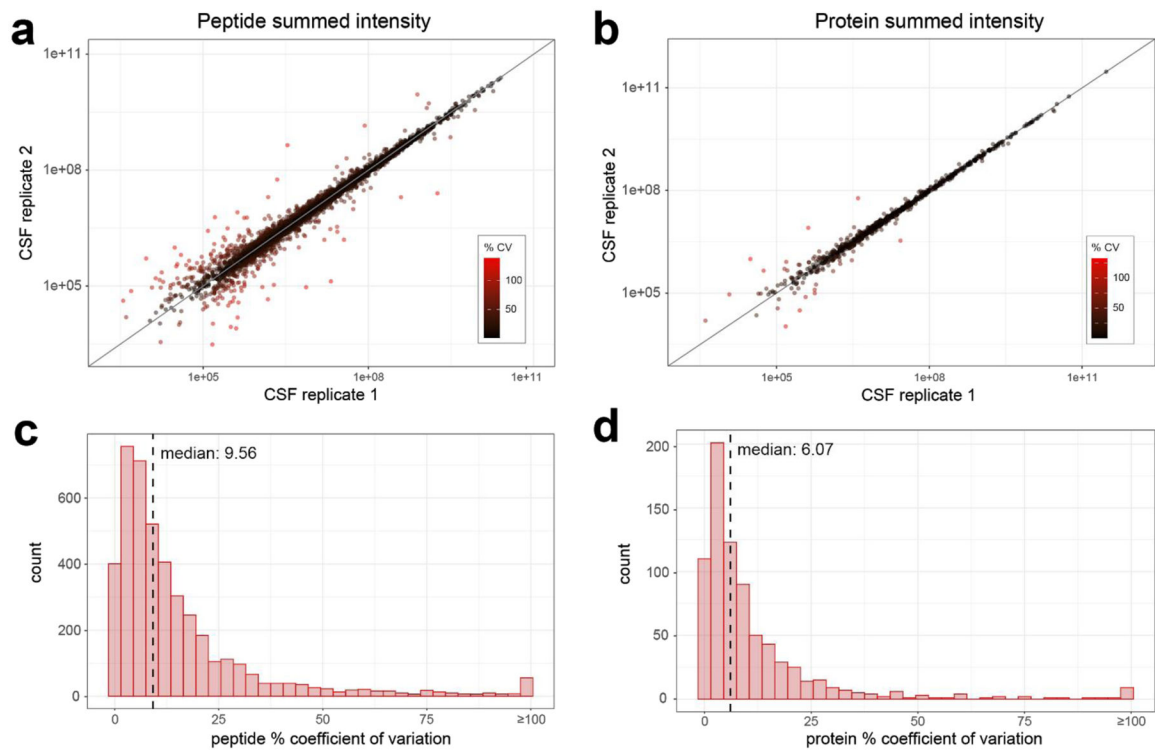 a
Peptide summed intensity
1e+11
1e+08
1e+05
CSF replicate 2
% CV
100
50
1e+05
1e+08
1e+11
CSF replicate 1
b
Protein summed intensity
1e+11
1e+08
1e+05
CSF replicate 2
% CV
100
50
1e+05
1e+08
1e+11
CSF replicate 1
c
median: 9.56
600
400
200
0
count
0
25
50
75
≥100
peptide % coefficient of variation
d
median: 6.07
200
150
100
50
0
count
0
25
50
75
≥100
protein % coefficient of variation